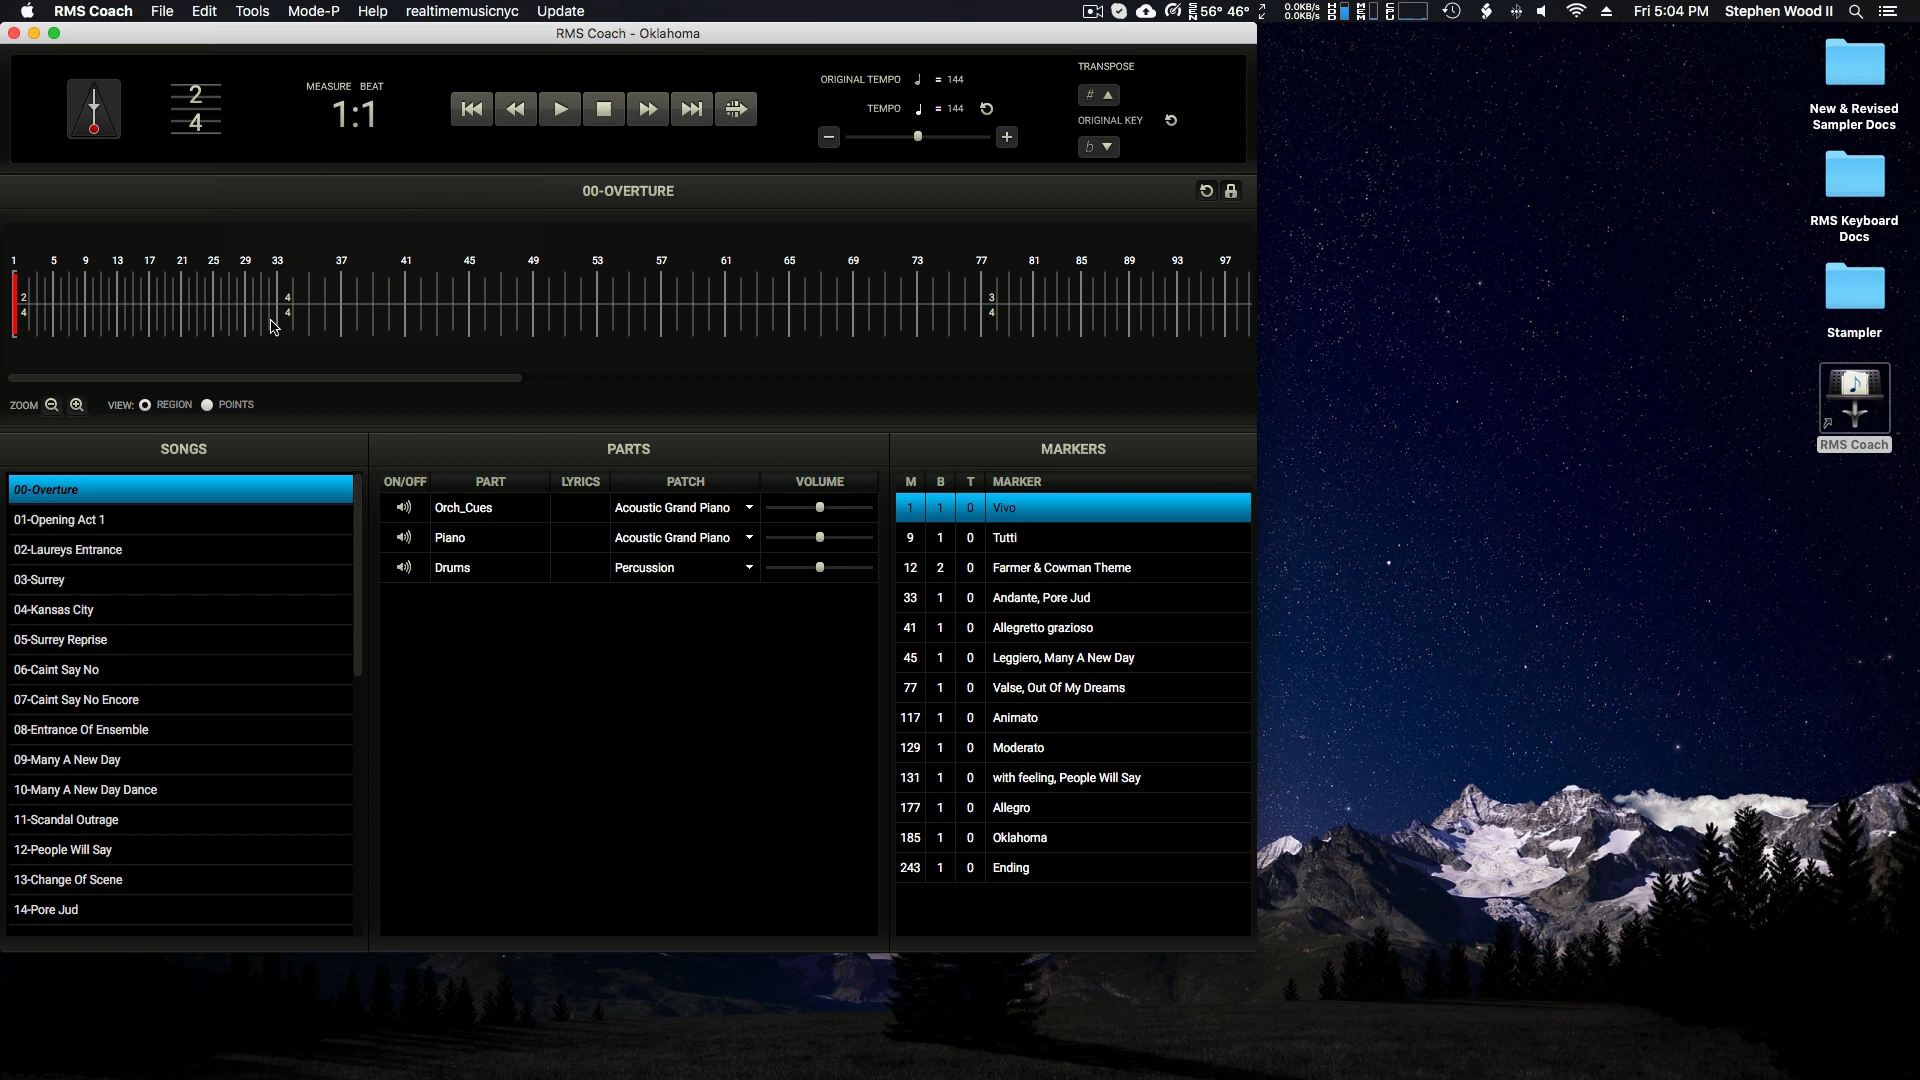 RMS Coach File Edit Tools Mode-P Help realtimemusicnyc Update 56° 46° 0.0KB/s 0.0KB/s Fri 5:04 PM Stephen Wood II
RMS Coach - Oklahoma
2
4
MEASURE BEAT
1:1
ORIGINAL TEMPO = 144
TEMPO = 144
TRANSPOSE
#
ORIGINAL KEY
b
00-OVERTURE
1 5 9 13 17 21 25 29 33 37 41 45 49 53 57 61 65 69 73 77 81 85 89 93 97
2 4 3
4 4 4
ZOOM VIEW: REGION POINTS
SONGS
00-Overture
01-Opening Act 1
02-Laureys Entrance
03-Surrey
04-Kansas City
05-Surrey Reprise
06-Caint Say No
07-Caint Say No Encore
08-Entrance Of Ensemble
09-Many A New Day
10-Many A New Day Dance
11-Scandal Outrage
12-People Will Say
13-Change Of Scene
14-Pore Jud
PARTS
ON/OFF PART LYRICS PATCH VOLUME
Orch_Cues Acoustic Grand Piano
Piano Acoustic Grand Piano
Drums Percussion
MARKERS
M B T MARKER
1 1 0 Vivo
9 1 0 Tutti
12 2 0 Farmer & Cowman Theme
33 1 0 Andante, Pore Jud
41 1 0 Allegretto grazioso
45 1 0 Leggiero, Many A New Day
77 1 0 Valse, Out Of My Dreams
117 1 0 Animato
129 1 0 Moderato
131 1 0 with feeling, People Will Say
177 1 0 Allegro
185 1 0 Oklahoma
243 1 0 Ending
New & Revised
Sampler Docs
RMS Keyboard
Docs
Stampler
RMS Coach